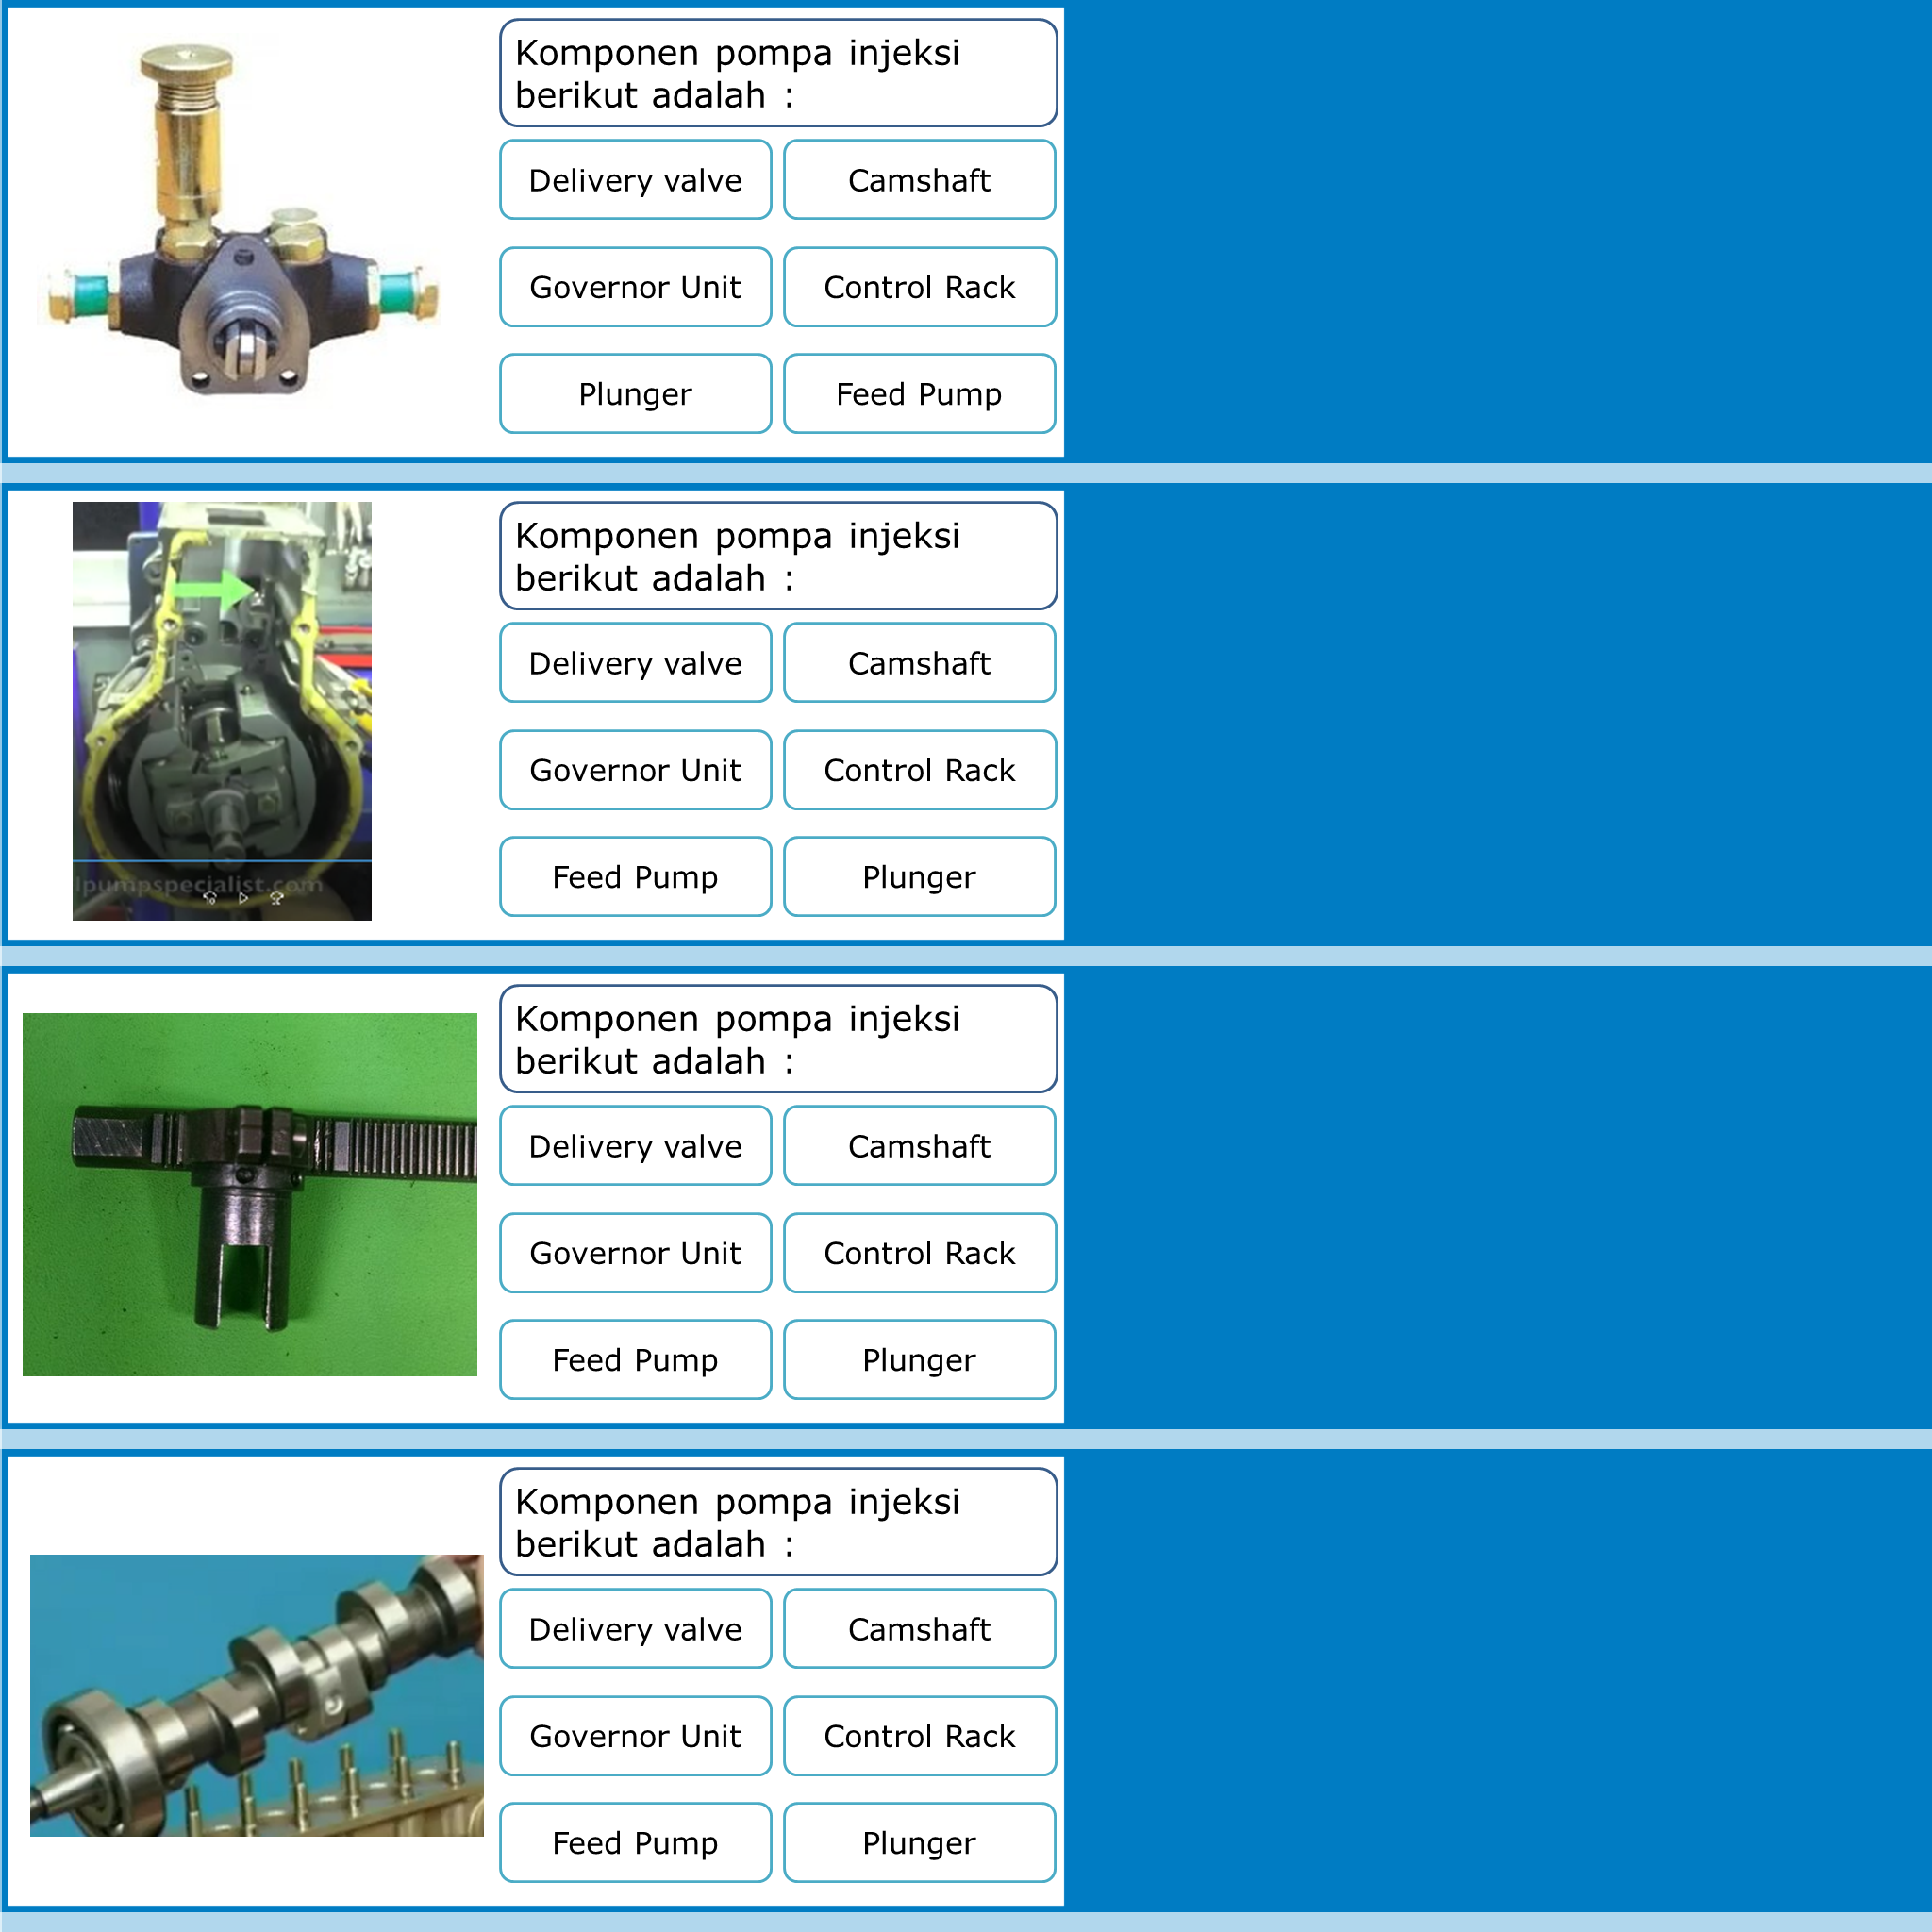 Komponen pompa injeksi
berikut adalah :
Delivery valve
Camshaft
Governor Unit
Control Rack
Plunger
Feed Pump
Komponen pompa injeksi
berikut adalah :
Delivery valve
Camshaft
Governor Unit
Control Rack
Feed Pump
Plunger
lpumpspecialist.com
Komponen pompa injeksi
berikut adalah :
Delivery valve
Camshaft
Governor Unit
Control Rack
Feed Pump
Plunger
Komponen pompa injeksi
berikut adalah :
Delivery valve
Camshaft
Governor Unit
Control Rack
Feed Pump
Plunger